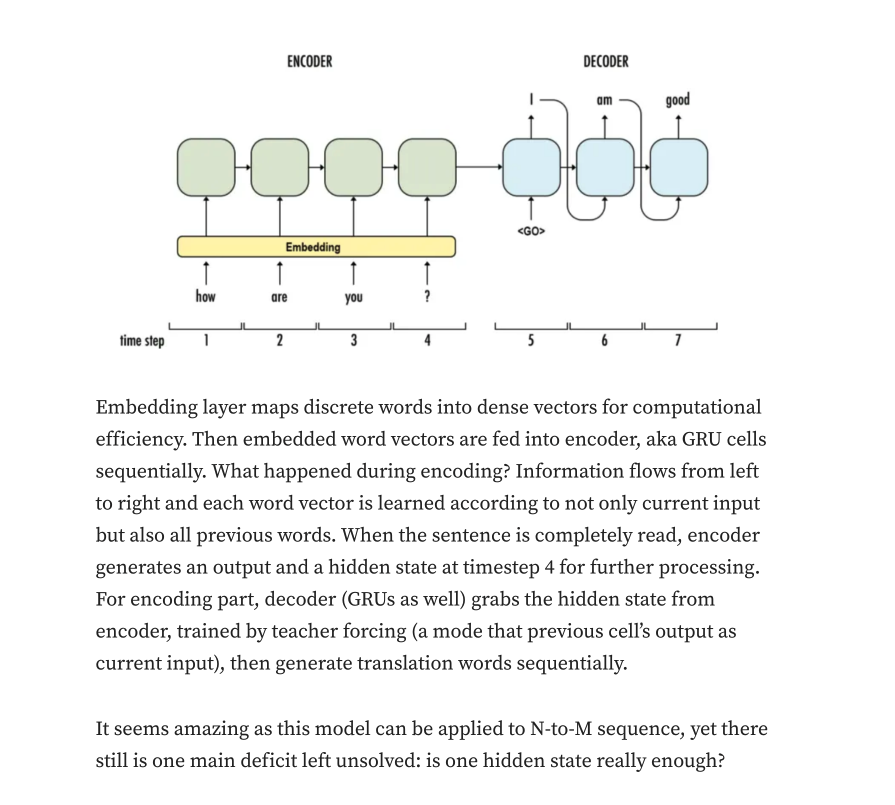 ENCODER DECODER
I am good
<GO>
Embedding
how are you ?
time step 1 2 3 4 5 6 7
Embedding layer maps discrete words into dense vectors for computational
efficiency. Then embedded word vectors are fed into encoder, aka GRU cells
sequentially. What happened during encoding? Information flows from left
to right and each word vector is learned according to not only current input
but also all previous words. When the sentence is completely read, encoder
generates an output and a hidden state at timestep 4 for further processing.
For encoding part, decoder (GRUs as well) grabs the hidden state from
encoder, trained by teacher forcing (a mode that previous cell’s output as
current input), then generate translation words sequentially.
It seems amazing as this model can be applied to N-to-M sequence, yet there
still is one main deficit left unsolved: is one hidden state really enough?